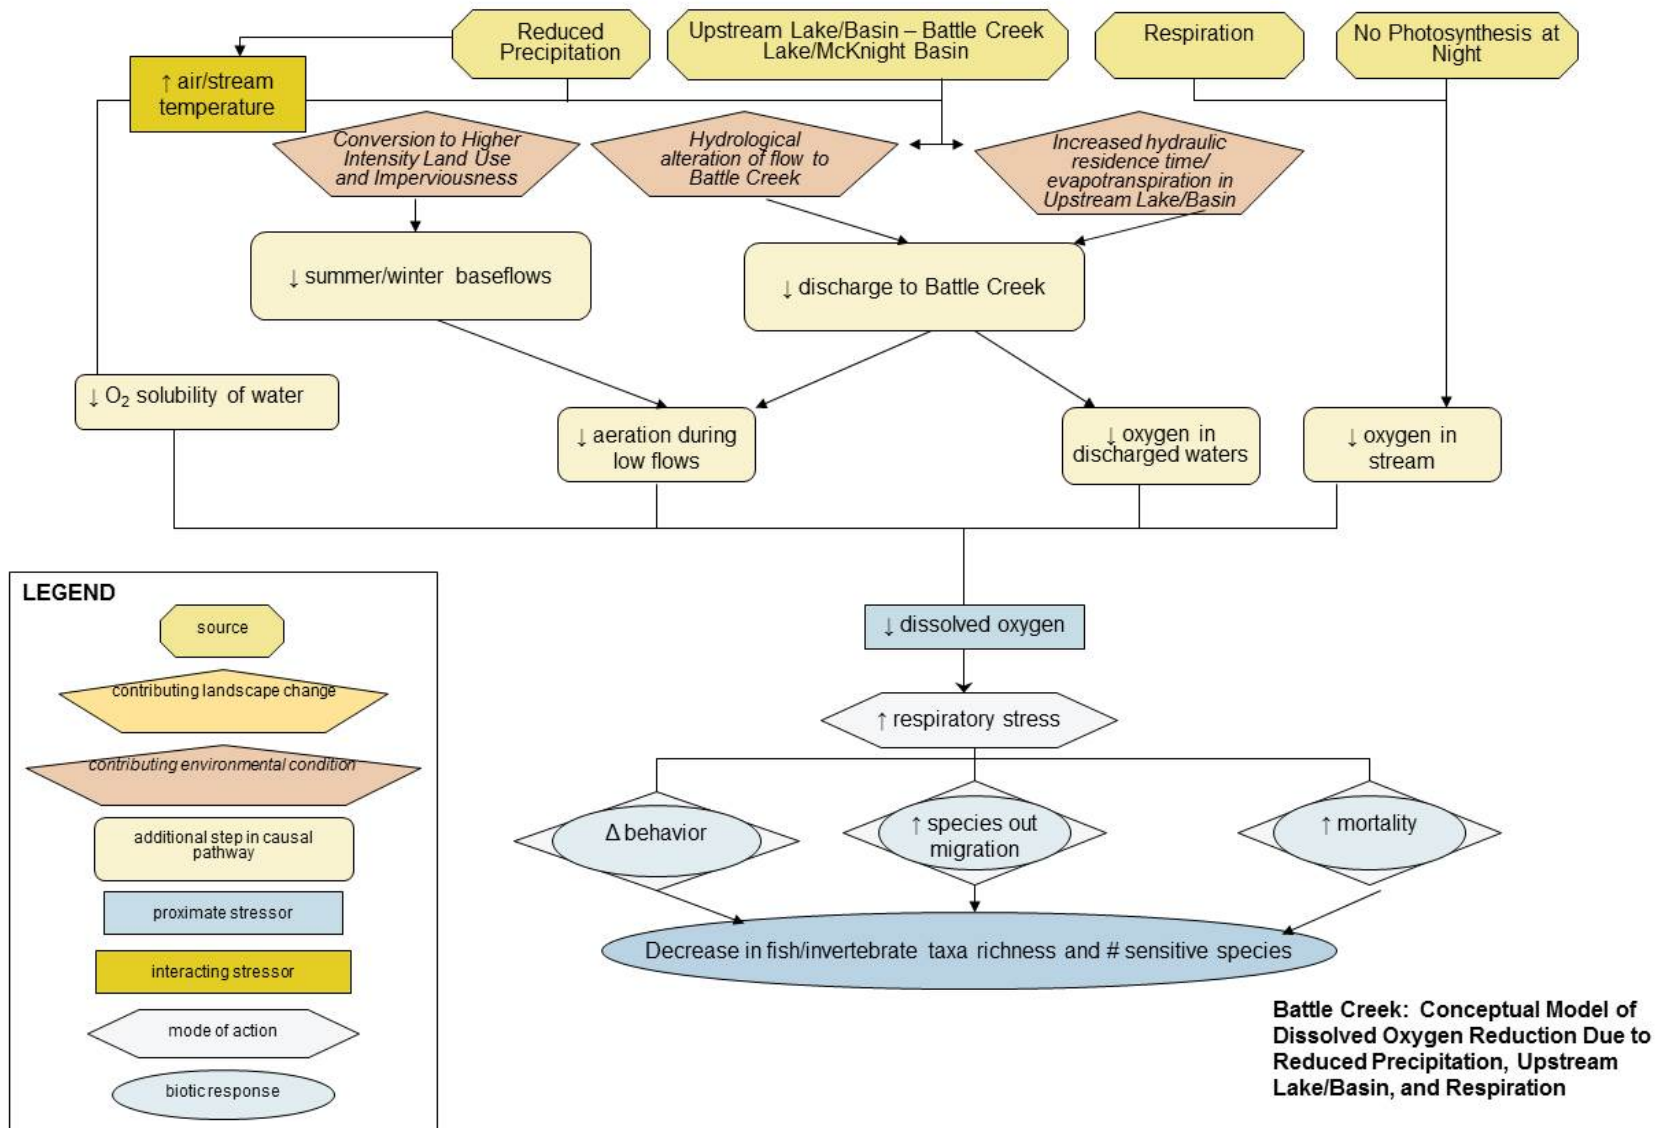 Reduced
Precipitation
Upstream Lake/Basin – Battle Creek
Lake/McKnight Basin
Respiration
No Photosynthesis at
Night
↑ air/stream
temperature
Conversion to Higher
Intensity Land Use
and Imperviousness
Hydrological
alteration of flow to
Battle Creek
Increased hydraulic
residence time/
evapotranspiration in
Upstream Lake/Basin
↓ summer/winter baseflows
↓ discharge to Battle Creek
↓ O₂ solubility of water
↓ aeration during
low flows
↓ oxygen in
discharged waters
↓ oxygen in
stream
LEGEND
source
contributing landscape change
contributing environmental condition
additional step in causal
pathway
proximate stressor
interacting stressor
mode of action
biotic response
↓ dissolved oxygen
↑ respiratory stress
Δ behavior
↑ species out
migration
↑ mortality
Decrease in fish/invertebrate taxa richness and # sensitive species
Battle Creek: Conceptual Model of
Dissolved Oxygen Reduction Due to
Reduced Precipitation, Upstream
Lake/Basin, and Respiration